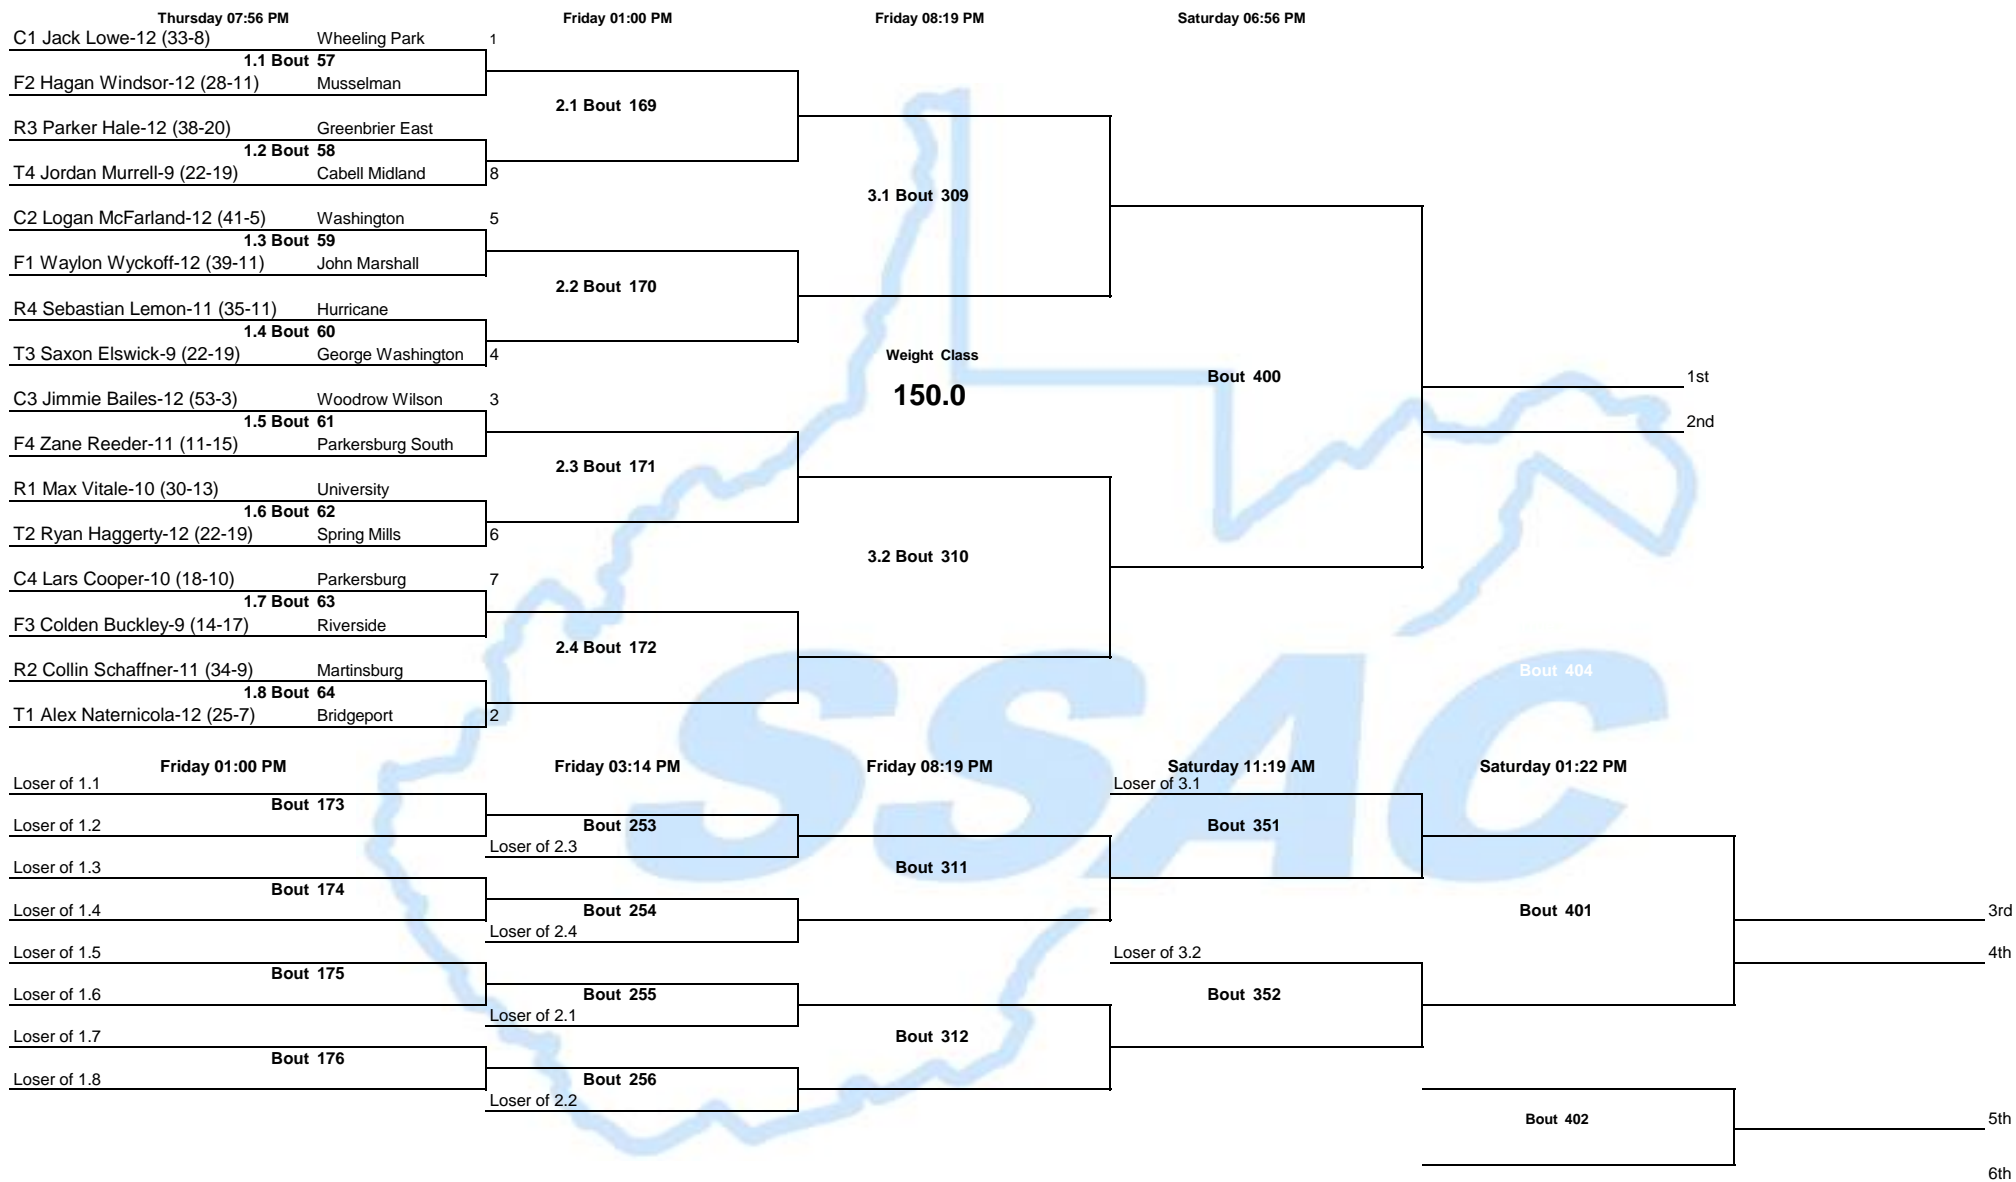 Thursday 07:56 PM Friday 01:00 PM Friday 08:19 PM Saturday 06:56 PM
C1 Jack Lowe-12 (33-8) Wheeling Park 1
1.1 Bout 57
F2 Hagan Windsor-12 (28-11) Musselman
2.1 Bout 169
R3 Parker Hale-12 (38-20) Greenbrier East
1.2 Bout 58
T4 Jordan Murrell-9 (22-19) Cabell Midland 8
3.1 Bout 309
C2 Logan McFarland-12 (41-5) Washington 5
1.3 Bout 59
F1 Waylon Wyckoff-12 (39-11) John Marshall
2.2 Bout 170
R4 Sebastian Lemon-11 (35-11) Hurricane
1.4 Bout 60
T3 Saxon Elswick-9 (22-19) George Washington 4
Weight Class
Bout 400 1st
150.0
C3 Jimmie Bailes-12 (53-3) Woodrow Wilson 3
2nd
1.5 Bout 61
F4 Zane Reeder-11 (11-15) Parkersburg South
2.3 Bout 171
R1 Max Vitale-10 (30-13) University
1.6 Bout 62
T2 Ryan Haggerty-12 (22-19) Spring Mills 6
3.2 Bout 310
C4 Lars Cooper-10 (18-10) Parkersburg 7
1.7 Bout 63
F3 Colden Buckley-9 (14-17) Riverside
2.4 Bout 172
R2 Collin Schaffner-11 (34-9) Martinsburg
Bout 404
1.8 Bout 64
T1 Alex Naternicola-12 (25-7) Bridgeport 2
SSAC
Friday 01:00 PM Friday 03:14 PM Friday 08:19 PM Saturday 11:19 AM Saturday 01:22 PM
Loser of 1.1 Loser of 3.1
Bout 173
Loser of 1.2 Bout 253 Bout 351
Loser of 2.3
Loser of 1.3 Bout 311
Bout 174
Loser of 1.4 Bout 254 Bout 401 3rd
Loser of 2.4
Loser of 1.5 Loser of 3.2 4th
Bout 175
Loser of 1.6 Bout 255 Bout 352
Loser of 2.1
Loser of 1.7 Bout 312
Bout 176
Loser of 1.8 Bout 256
Loser of 2.2
Bout 402 5th
6th